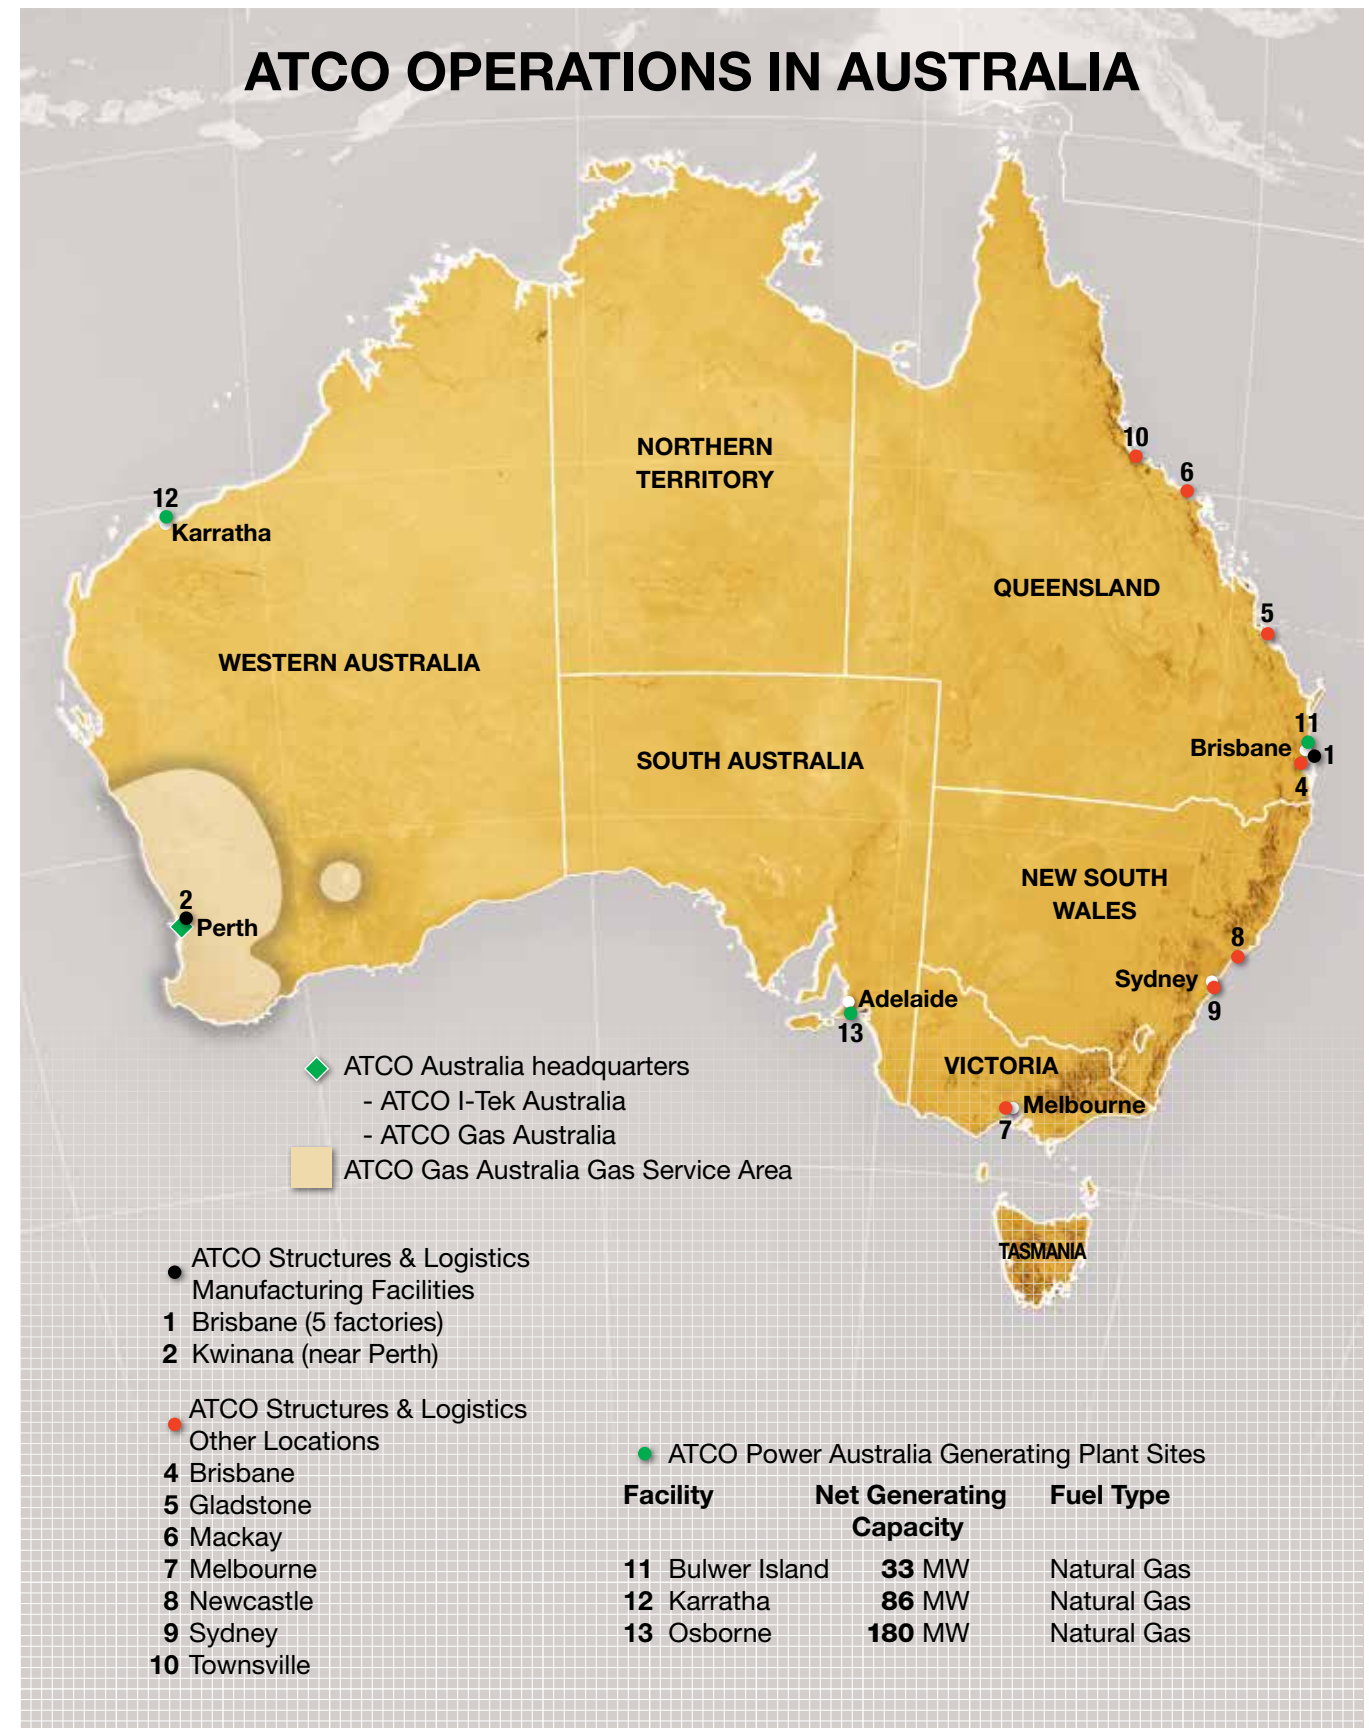 ATCO OPERATIONS IN AUSTRALIA
NORTHERN
TERRITORY
10
6
12
Karratha
QUEENSLAND
5
WESTERN AUSTRALIA
11
Brisbane
1
SOUTH AUSTRALIA
4
NEW SOUTH
WALES
2
Perth
8
Sydney
Adelaide
9
13
VICTORIA
Melbourne
7
TASMANIA
ATCO Australia headquarters
- ATCO I-Tek Australia
- ATCO Gas Australia
ATCO Gas Australia Gas Service Area
ATCO Structures & Logistics
Manufacturing Facilities
1 Brisbane (5 factories)
2 Kwinana (near Perth)
ATCO Structures & Logistics
Other Locations
4 Brisbane
5 Gladstone
6 Mackay
7 Melbourne
8 Newcastle
9 Sydney
10 Townsville
ATCO Power Australia Generating Plant Sites
Facility Net Generating Fuel Type
Capacity
11 Bulwer Island 33 MW Natural Gas
12 Karratha 86 MW Natural Gas
13 Osborne 180 MW Natural Gas